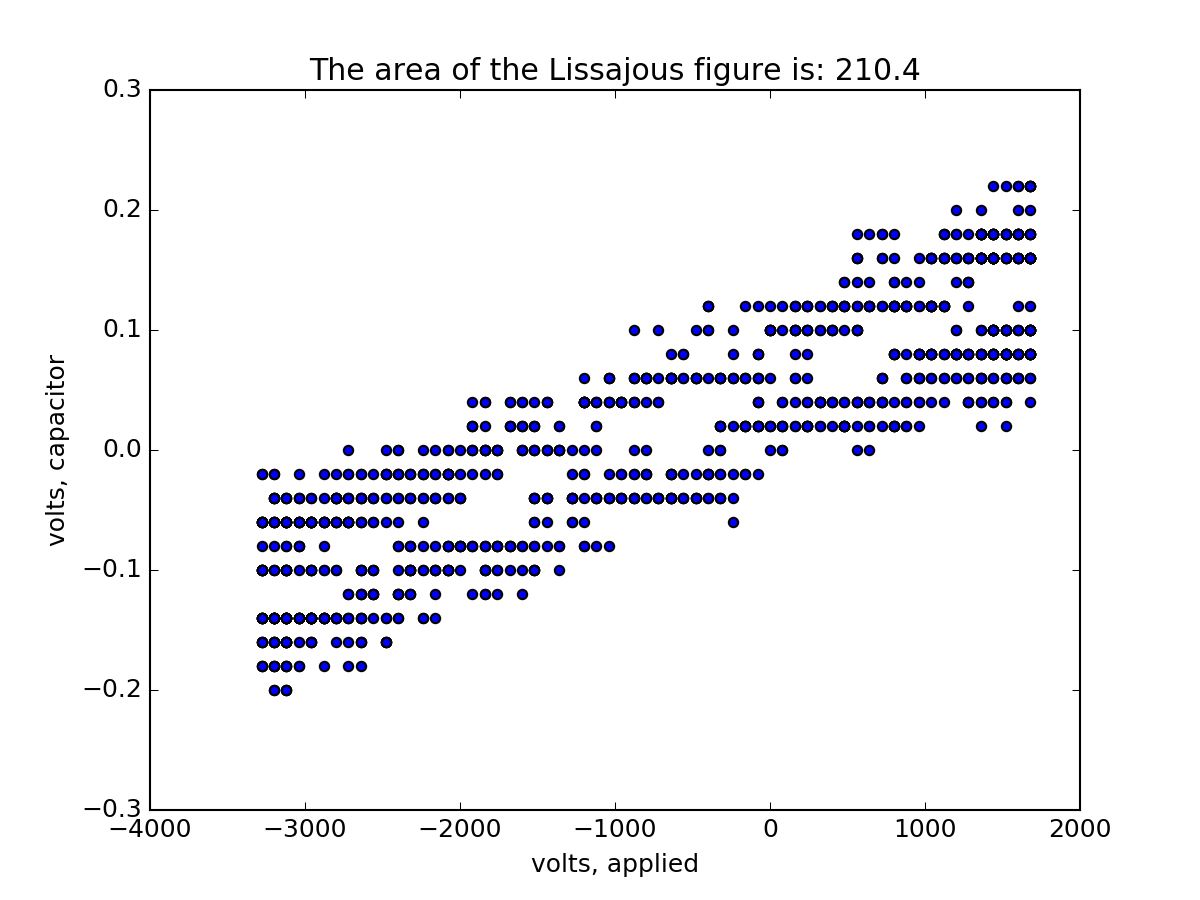 The area of the Lissajous figure is: 210.4
0.3
0.2
0.1
0.0
−0.1
−0.2
−0.3
volts, capacitor
−4000 −3000 −2000 −1000 0 1000 2000
volts, applied